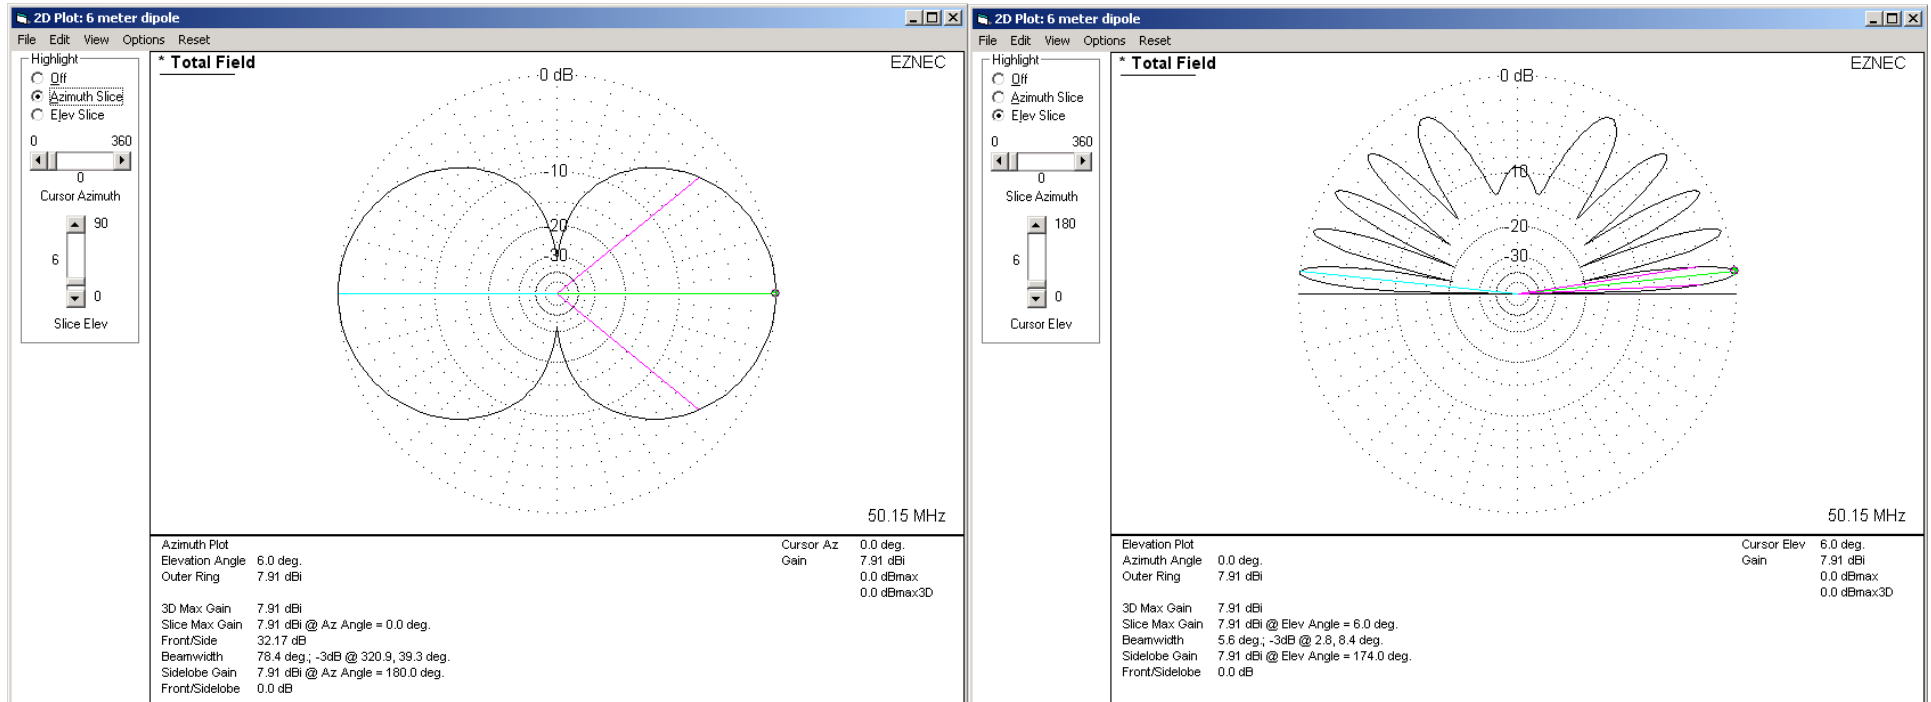 2D Plot: 6 meter dipole
File Edit View Options Reset
Highlight
Off
Azimuth Slice
Elev Slice
0 360
0
Cursor Azimuth
90
6
0
Slice Elev
* Total Field
EZNEC
0 dB
-10
-20
-30
50.15 MHz
Azimuth Plot
Elevation Angle 6.0 deg.
Outer Ring 7.91 dBi
3D Max Gain 7.91 dBi
Slice Max Gain 7.91 dBi @ Az Angle = 0.0 deg.
Front/Side 32.17 dB
Beamwidth 78.4 deg.; -3dB @ 320.9, 39.3 deg.
Sidelobe Gain 7.91 dBi @ Az Angle = 180.0 deg.
Front/Sidelobe 0.0 dB
Cursor Az 0.0 deg.
Gain 7.91 dBi
0.0 dBmax
0.0 dBmax3D
2D Plot: 6 meter dipole
File Edit View Options Reset
Highlight
Off
Azimuth Slice
Elev Slice
0 360
0
Slice Azimuth
180
6
0
Cursor Elev
* Total Field
EZNEC
0 dB
-10
-20
-30
50.15 MHz
Elevation Plot
Azimuth Angle 0.0 deg.
Outer Ring 7.91 dBi
3D Max Gain 7.91 dBi
Slice Max Gain 7.91 dBi @ Elev Angle = 6.0 deg.
Beamwidth 5.6 deg.; -3dB @ 2.8, 8.4 deg.
Sidelobe Gain 7.91 dBi @ Elev Angle = 174.0 deg.
Front/Sidelobe 0.0 dB
Cursor Elev 6.0 deg.
Gain 7.91 dBi
0.0 dBmax
0.0 dBmax3D